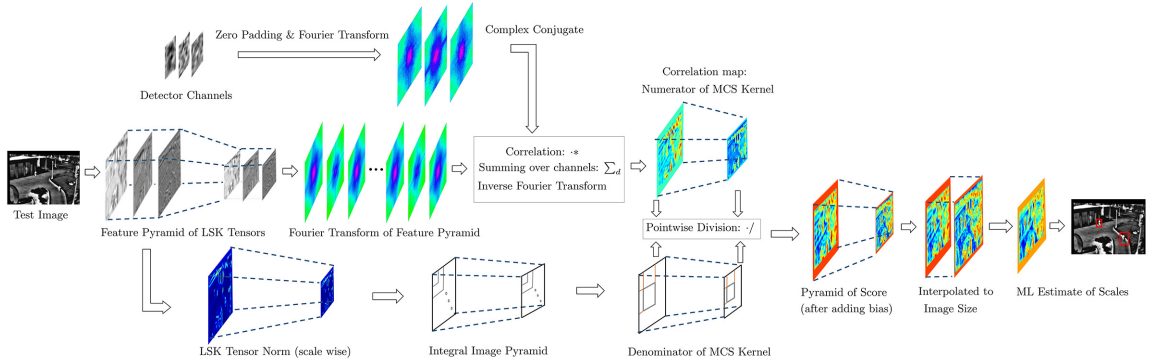 Zero Padding & Fourier Transform
Complex Conjugate
Detector Channels
Correlation map:
Numerator of MCS Kernel
Correlation: ·*
Summing over channels: ∑_d
Inverse Fourier Transform
Test Image
Feature Pyramid of LSK Tensors
Fourier Transform of Feature Pyramid
Pointwise Division: ·/
Pyramid of Score
(after adding bias)
Interpolated to
Image Size
ML Estimate of Scales
LSK Tensor Norm (scale wise)
Integral Image Pyramid
Denominator of MCS Kernel